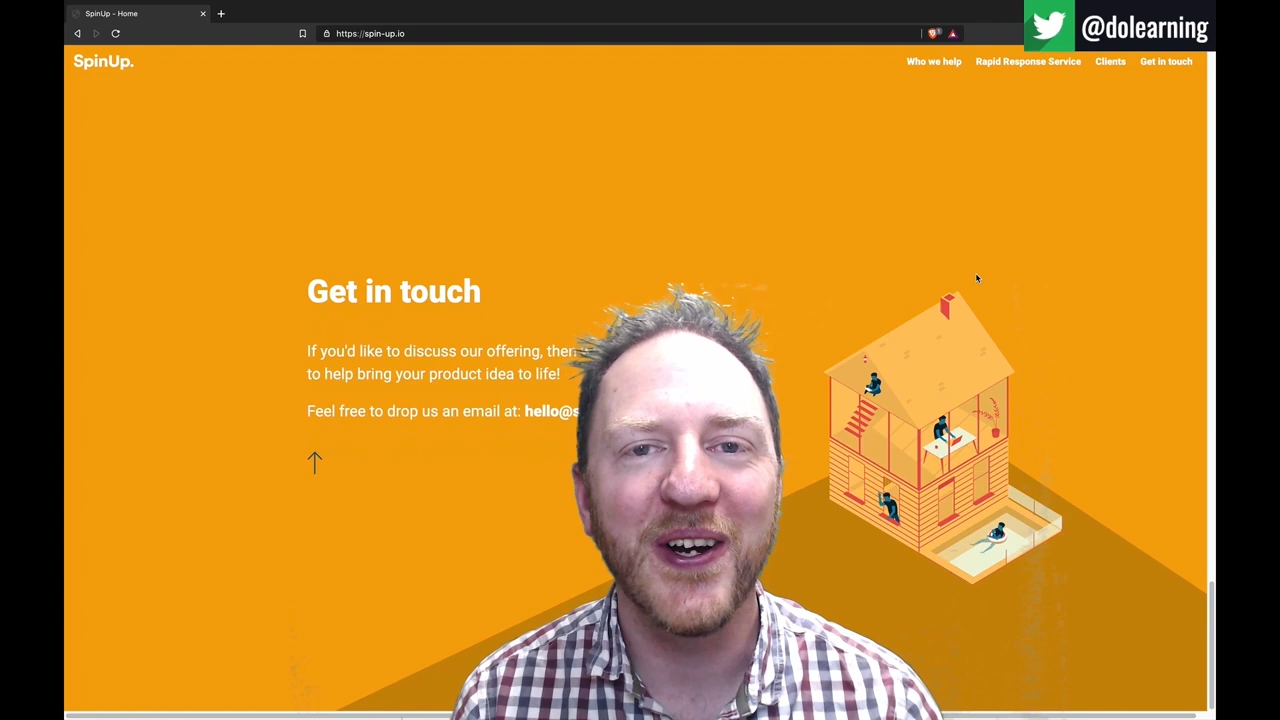 SpinUp - Home
https://spin-up.io
@dolearning
SpinUp.
Who we help
Rapid Response Service
Clients
Get in touch
Get in touch
If you'd like to discuss our offering, then
to help bring your product idea to life!
Feel free to drop us an email at: hello@s